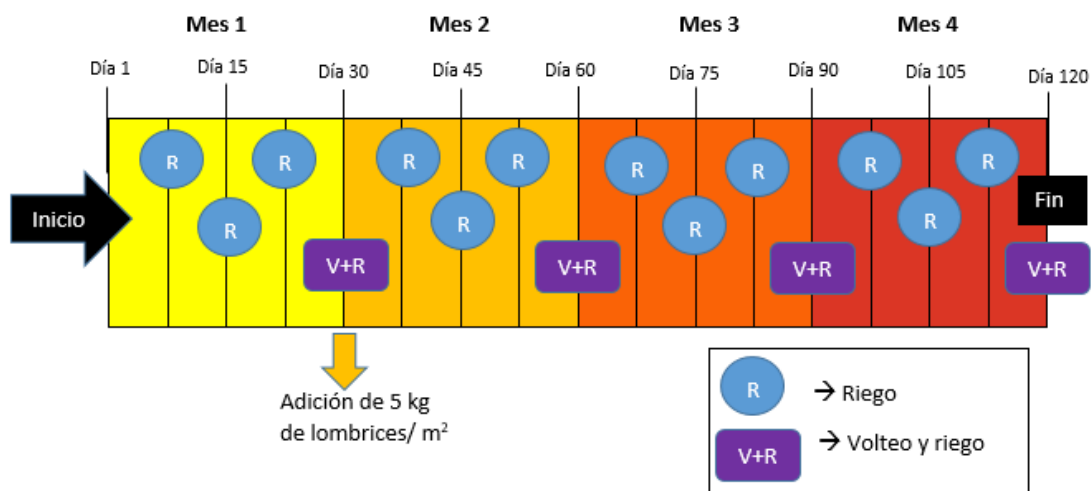 Mes 1 Mes 2 Mes 3 Mes 4
Día 1 Día 15 Día 30 Día 45 Día 60 Día 75 Día 90 Día 105 Día 120
R R R R R R R R
Inicio R R R R Fin
V+R V+R V+R V+R
Adición de 5 kg
de lombrices/ m²
R → Riego
V+R → Volteo y riego